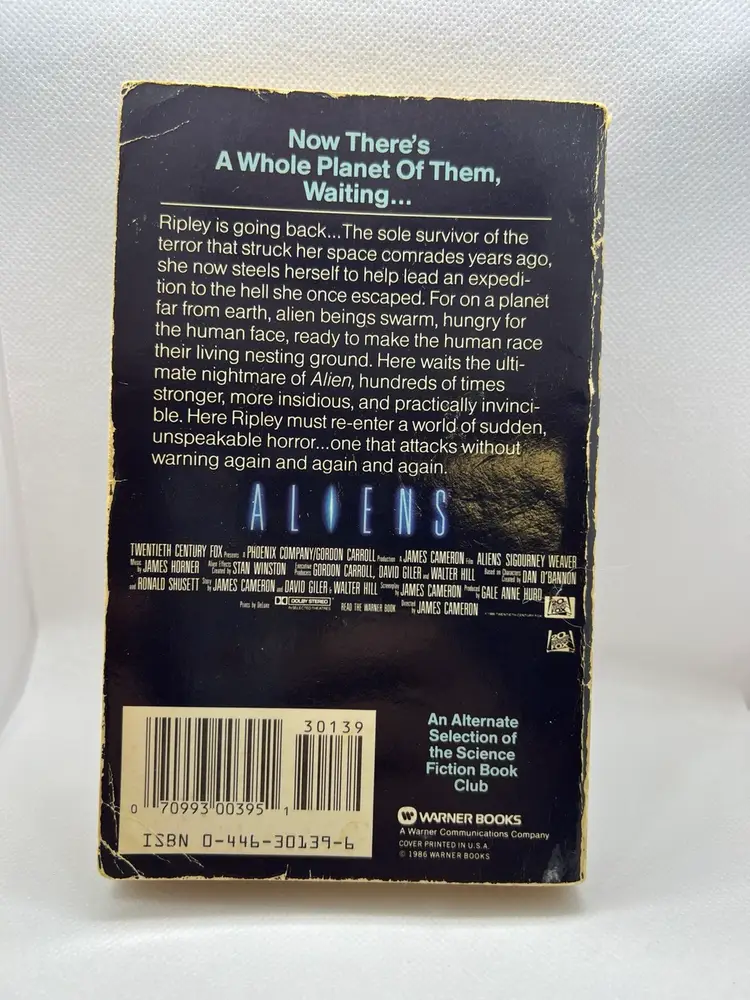 Now There's
A Whole Planet Of Them,
Waiting...
Ripley is going back...The sole survivor of the
terror that struck her space comrades years ago,
she now steels herself to help lead an expedi-
tion to the hell she once escaped. For on a planet
far from earth, alien beings swarm, hungry for
the human face, ready to make the human race
their living nesting ground. Here waits the ulti-
mate nightmare of Alien, hundreds of times
stronger, more insidious, and practically invinci-
ble. Here Ripley must re-enter a world of sudden,
unspeakable horror...one that attacks without
warning again and again and again.
ALIENS
TWENTIETH CENTURY FOX Presents A PHOENIX COMPANY/GORDON CARROLL Production A JAMES CAMERON Film ALIENS SIGOURNEY WEAVER
Music by JAMES HORNER Alien Effects Created by STAN WINSTON Executive Producers GORDON CARROLL, DAVID GILER and WALTER HILL Based on Characters Created by DAN O'BANNON
and RONALD SHUSETT Story by JAMES CAMERON and DAVID GILER & WALTER HILL Screenplay by JAMES CAMERON Produced by GALE ANNE HURD
Prints by DeLuxe DOLBY STEREO IN SELECTED THEATRES READ THE WARNER BOOK Directed by JAMES CAMERON
30139
0 70993 00395 1
ISBN 0-446-30139-6
An Alternate
Selection of
the Science
Fiction Book
Club
WARNER BOOKS
A Warner Communications Company
COVER PRINTED IN U.S.A.
© 1986 WARNER BOOKS